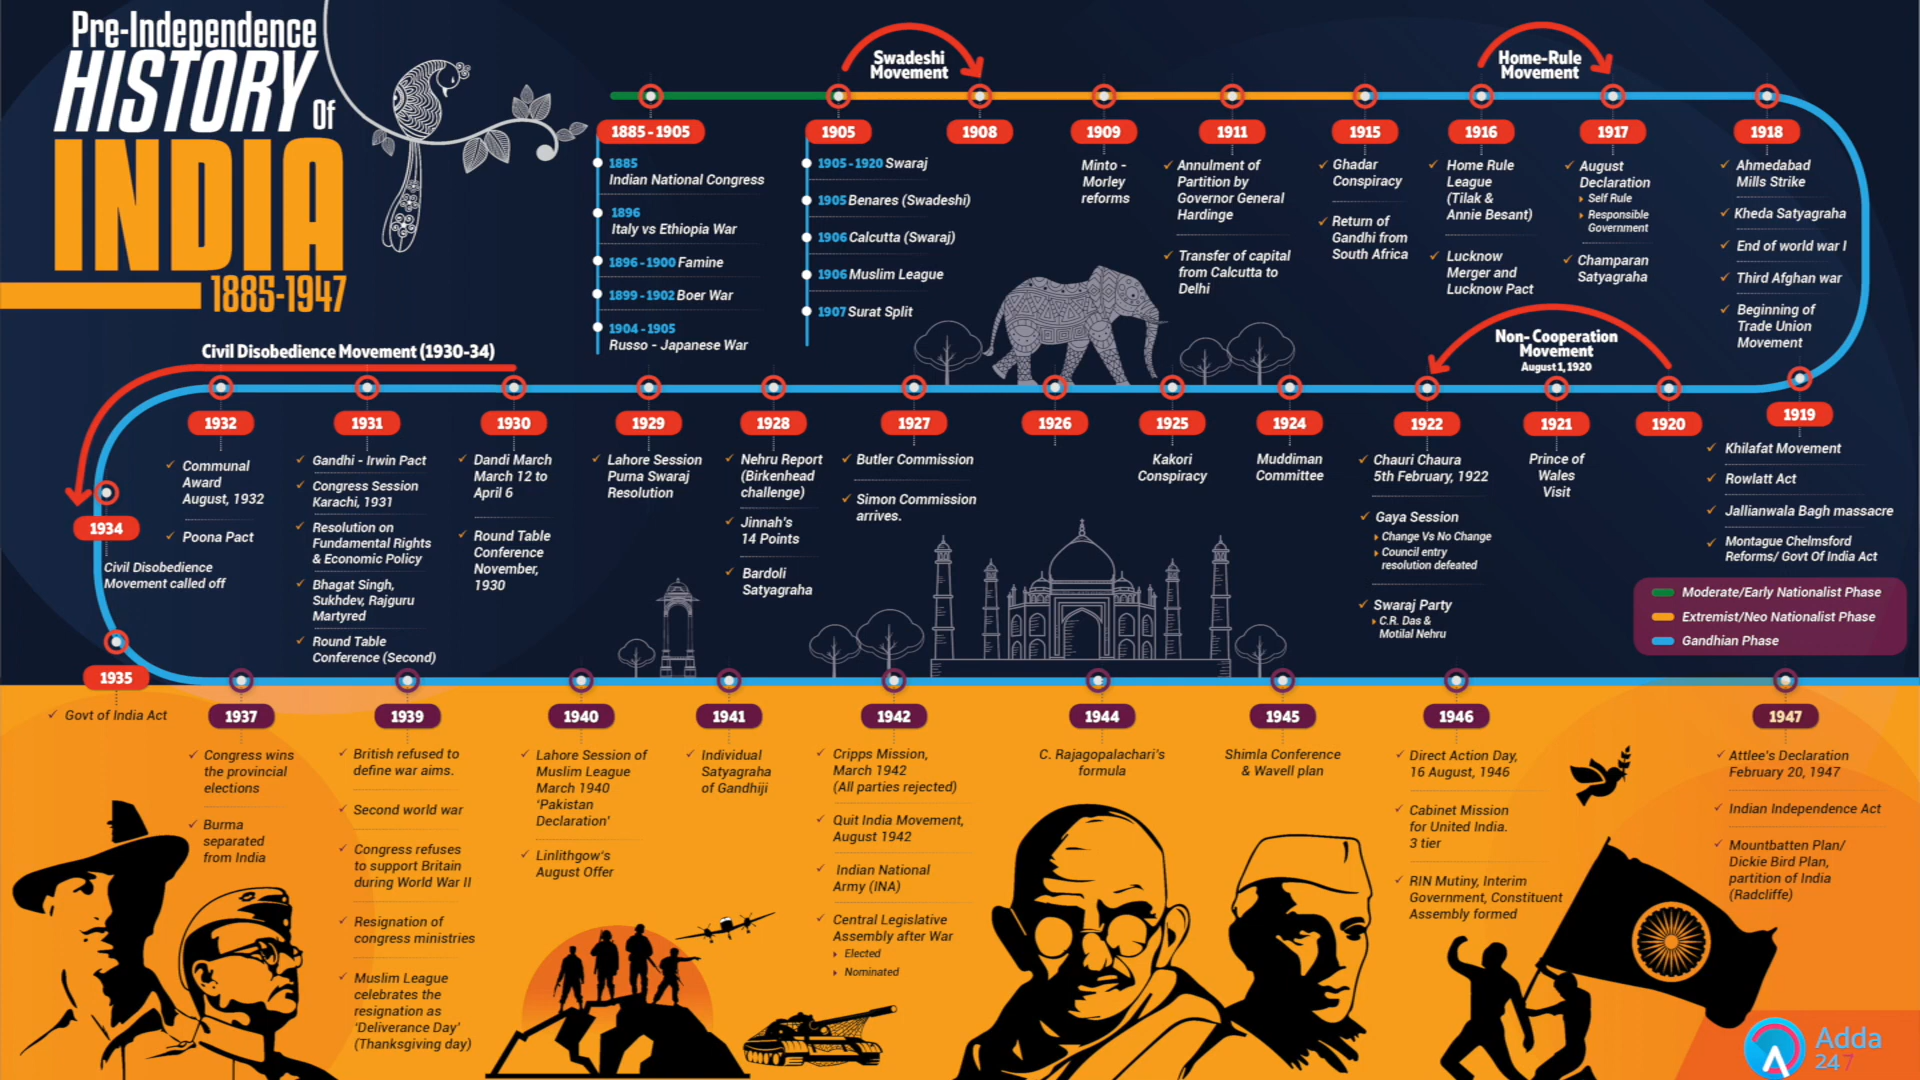 Pre-Independence
HISTORY Of
INDIA
1885-1947
Swadeshi
Movement
Home-Rule
Movement
1885 - 1905
1885
Indian National Congress
1896
Italy vs Ethiopia War
1896 - 1900 Famine
1899 - 1902 Boer War
1904 - 1905
Russo - Japanese War
1905
1905 - 1920 Swaraj
1905 Benares (Swadeshi)
1906 Calcutta (Swaraj)
1906 Muslim League
1907 Surat Split
1908
1909
Minto -
Morley
reforms
1911
Annulment of
Partition by
Governor General
Hardinge
Transfer of capital
from Calcutta to
Delhi
1915
Ghadar
Conspiracy
Return of
Gandhi from
South Africa
1916
Home Rule
League
(Tilak &
Annie Besant)
Lucknow
Merger and
Lucknow Pact
1917
August
Declaration
Self Rule
Responsible
Government
Champaran
Satyagraha
1918
Ahmedabad
Mills Strike
Kheda Satyagraha
End of world war I
Third Afghan war
Beginning of
Trade Union
Movement
Non- Cooperation
Movement
August 1, 1920
Civil Disobedience Movement (1930-34)
1919
Khilafat Movement
Rowlatt Act
Jallianwala Bagh massacre
Montague Chelmsford
Reforms/ Govt Of India Act
1920
1921
Prince of
Wales
Visit
1922
Chauri Chaura
5th February, 1922
Gaya Session
Change Vs No Change
Council entry
resolution defeated
Swaraj Party
C.R. Das &
Motilal Nehru
1924
Muddiman
Committee
1925
Kakori
Conspiracy
1926
1927
Butler Commission
Simon Commission
arrives.
1928
Nehru Report
(Birkenhead
challenge)
Jinnah's
14 Points
Bardoli
Satyagraha
1929
Lahore Session
Purna Swaraj
Resolution
1930
Dandi March
March 12 to
April 6
Round Table
Conference
November,
1930
1931
Gandhi - Irwin Pact
Congress Session
Karachi, 1931
Resolution on
Fundamental Rights
& Economic Policy
Bhagat Singh,
Sukhdev, Rajguru
Martyred
Round Table
Conference (Second)
1932
Communal
Award
August, 1932
Poona Pact
1934
Civil Disobedience
Movement called off
Moderate/Early Nationalist Phase
Extremist/Neo Nationalist Phase
Gandhian Phase
1935
Govt of India Act
1937
Congress wins
the provincial
elections
Burma
separated
from India
1939
British refused to
define war aims.
Second world war
Congress refuses
to support Britain
during World War II
Resignation of
congress ministries
Muslim League
celebrates the
resignation as
'Deliverance Day'
(Thanksgiving day)
1940
Lahore Session of
Muslim League
March 1940
'Pakistan
Declaration'
Linlithgow's
August Offer
1941
Individual
Satyagraha
of Gandhiji
1942
Cripps Mission,
March 1942
(All parties rejected)
Quit India Movement,
August 1942
Indian National
Army (INA)
Central Legislative
Assembly after War
Elected
Nominated
1944
C. Rajagopalachari's
formula
1945
Shimla Conference
& Wavell plan
1946
Direct Action Day,
16 August, 1946
Cabinet Mission
for United India.
3 tier
RIN Mutiny, Interim
Government, Constituent
Assembly formed
1947
Attlee's Declaration
February 20, 1947
Indian Independence Act
Mountbatten Plan/
Dickie Bird Plan,
partition of India
(Radcliffe)
Adda
247